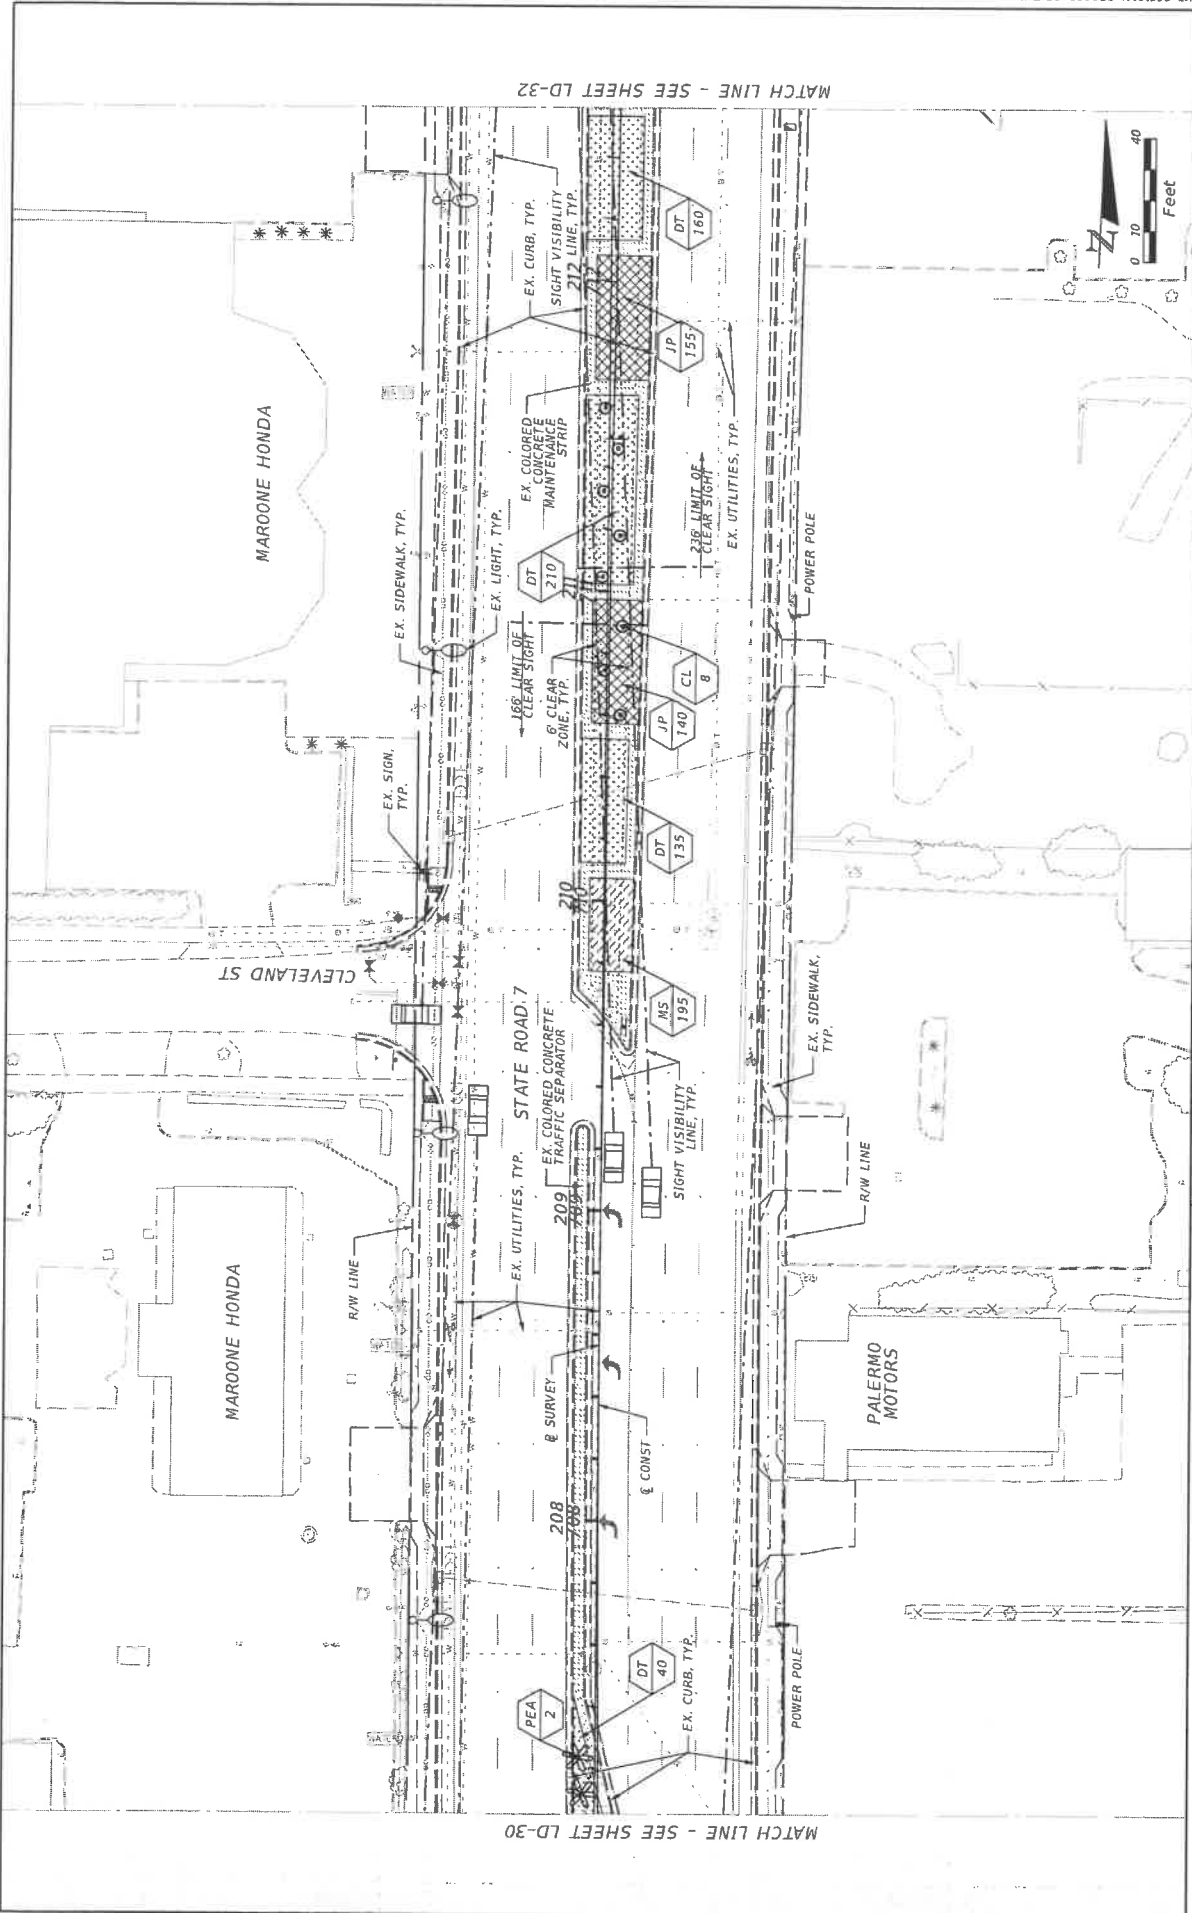 MATCH LINE - SEE SHEET LD-32
MATCH LINE - SEE SHEET LD-30
MAROONE HONDA
MAROONE HONDA
PALERMO
MOTORS
CLEVELAND ST
STATE ROAD 7
EX. SIDEWALK, TYP.
EX. LIGHT, TYP.
EX. CURB, TYP.
SIGHT VISIBILITY
LINE, TYP.
212
EX. COLORED
CONCRETE
MAINTENANCE
STRIP
DT
160
JP
155
DT
210
211
236' LIMIT OF
CLEAR SIGHT
EX. UTILITIES, TYP.
POWER POLE
166' LIMIT OF
CLEAR SIGHT
6' CLEAR
ZONE, TYP.
CL
8
JP
140
DT
135
EX. SIGN,
TYP.
210
MS
195
EX. SIDEWALK,
TYP.
SIGHT VISIBILITY
LINE, TYP.
EX. COLORED CONCRETE
TRAFFIC SEPARATOR
EX. UTILITIES, TYP.
209
R/W LINE
R/W LINE
SURVEY
CONST
208
PEA
2
DT
40
EX. CURB, TYP.
POWER POLE
N
0 10 40
Feet